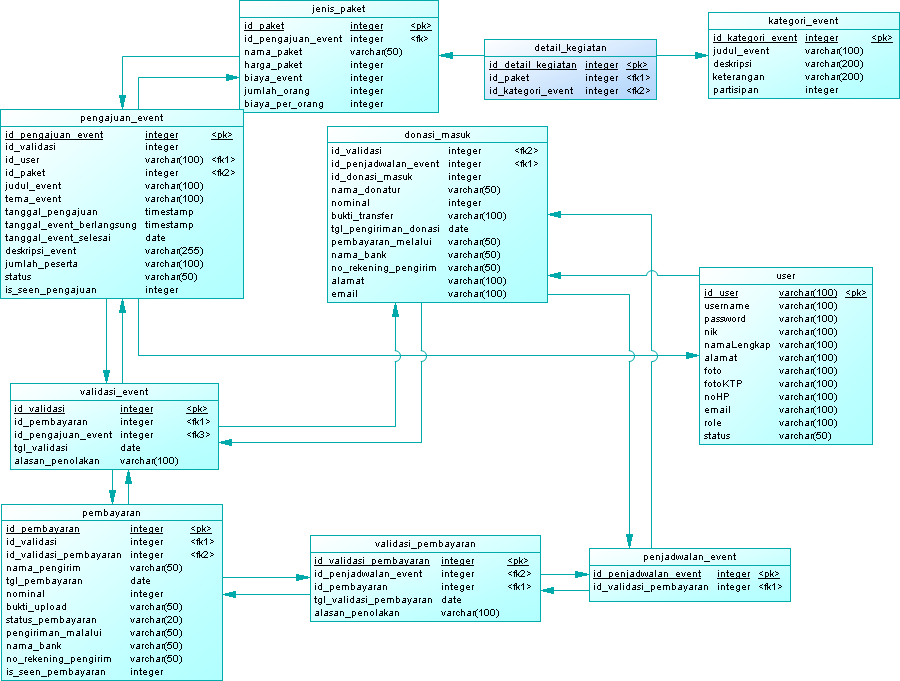 jenis_paket
id_paket integer <pk>
id_pengajuan_event integer <fk>
nama_paket varchar(50)
harga_paket integer
biaya_event integer
jumlah_orang integer
biaya_per_orang integer
detail_kegiatan
id_detail_kegiatan integer <pk>
id_paket integer <fk1>
id_kategori_event integer <fk2>
kategori_event
id_kategori_event integer <pk>
judul_event varchar(100)
deskripsi varchar(200)
keterangan varchar(200)
partisipan integer
pengajuan_event
id_pengajuan_event integer <pk>
id_validasi integer
id_user varchar(100) <fk1>
id_paket integer <fk2>
judul_event varchar(100)
tema_event varchar(100)
tanggal_pengajuan timestamp
tanggal_event_berlangsung timestamp
tanggal_event_selesai date
deskripsi_event varchar(255)
jumlah_peserta varchar(100)
status varchar(50)
is_seen_pengajuan integer
donasi_masuk
id_validasi integer <fk2>
id_penjadwalan_event integer <fk1>
id_donasi_masuk integer
nama_donatur varchar(50)
nominal integer
bukti_transfer varchar(100)
tgl_pengiriman_donasi date
pembayaran_melalui varchar(50)
nama_bank varchar(50)
no_rekening_pengirim varchar(50)
alamat varchar(100)
email varchar(100)
user
id_user varchar(100) <pk>
username varchar(100)
password varchar(100)
nik varchar(100)
namaLengkap varchar(100)
alamat varchar(100)
foto varchar(100)
fotoKTP varchar(100)
noHP varchar(100)
email varchar(100)
role varchar(100)
status varchar(50)
validasi_event
id_validasi integer <pk>
id_pembayaran integer <fk1>
id_pengajuan_event integer <fk3>
tgl_validasi date
alasan_penolakan varchar(100)
pembayaran
id_pembayaran integer <pk>
id_validasi integer <fk1>
id_validasi_pembayaran integer <fk2>
nama_pengirim varchar(50)
tgl_pembayaran date
nominal integer
bukti_upload varchar(50)
status_pembayaran varchar(20)
pengiriman_malalui varchar(50)
nama_bank varchar(50)
no_rekening_pengirim varchar(50)
is_seen_pembayaran integer
validasi_pembayaran
id_validasi_pembayaran integer <pk>
id_penjadwalan_event integer <fk2>
id_pembayaran integer <fk1>
tgl_validasi_pembayaran date
alasan_penolakan varchar(100)
penjadwalan_event
id_penjadwalan_event integer <pk>
id_validasi_pembayaran integer <fk1>